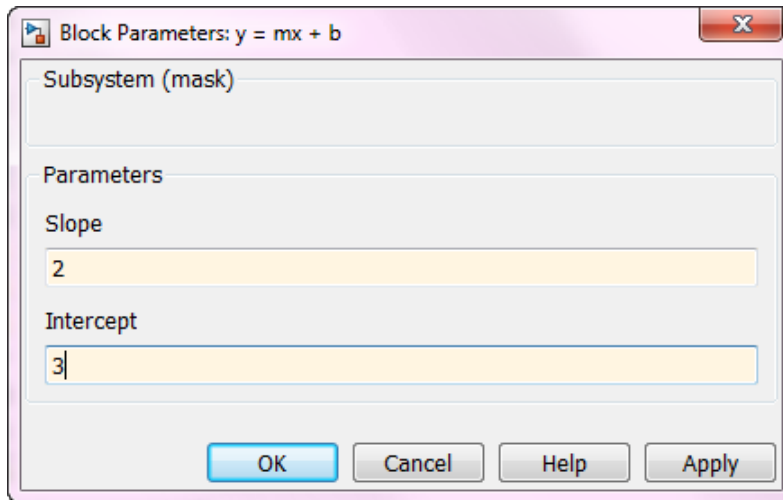 Block Parameters: y = mx + b
X
Subsystem (mask)
Parameters
Slope
2
Intercept
3
OK Cancel Help Apply